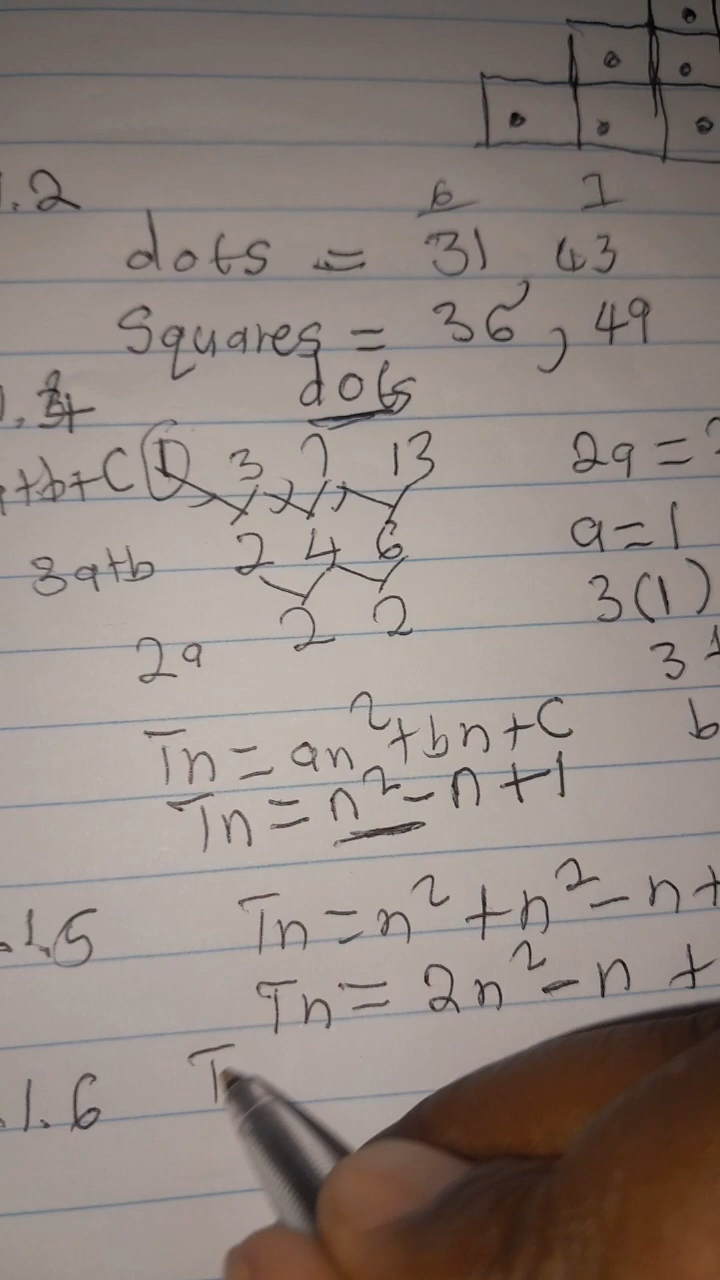 .2
6 7
dots = 31, 43
Squares = 36, 49
dots
+b+C 1 3 7 13 2a =
3a+b 2 4 6 a=1
2a 2 2 3(1)
3
Tn = an²+bn+C b
Tn = n²-n+1
.1.5 Tn = n²+n²-n+
Tn = 2n²-n +
.1.6 T